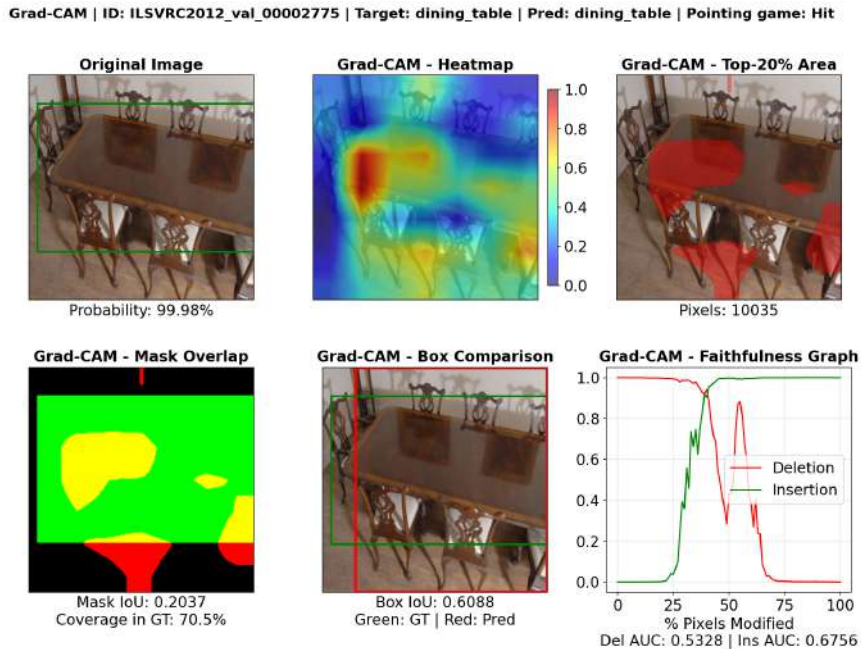 Grad-CAM | ID: ILSVRC2012_val_00002775 | Target: dining_table | Pred: dining_table | Pointing game: Hit
Original Image
Probability: 99.98%
Grad-CAM - Heatmap
1.0
0.8
0.6
0.4
0.2
0.0
Grad-CAM - Top-20% Area
Pixels: 10035
Grad-CAM - Mask Overlap
Mask IoU: 0.2037
Coverage in GT: 70.5%
Grad-CAM - Box Comparison
Box IoU: 0.6088
Green: GT | Red: Pred
Grad-CAM - Faithfulness Graph
1.0
0.8
0.6
0.4
0.2
0.0
Deletion
Insertion
0 25 50 75 100
% Pixels Modified
Del AUC: 0.5328 | Ins AUC: 0.6756